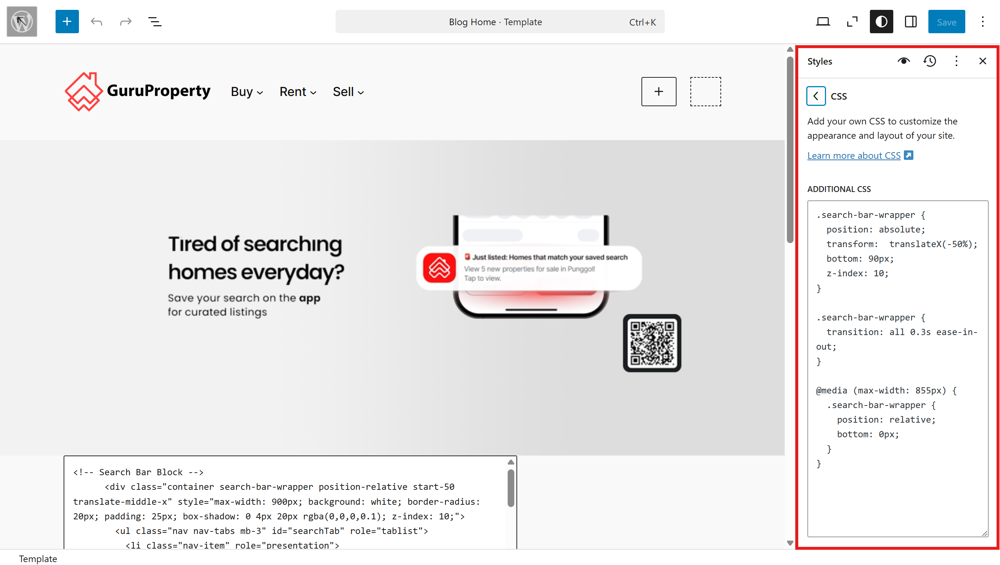 Blog Home · Template
Ctrl+K
Save
GuruProperty
Buy
Rent
Sell
Tired of searching
homes everyday?
Save your search on the app
for curated listings
Just listed: Homes that match your saved search
View 5 new properties for sale in Punggol!
Tap to view.
<!-- Search Bar Block -->
<div class="container search-bar-wrapper position-relative start-50
translate-middle-x" style="max-width: 900px; background: white; border-radius:
20px; padding: 25px; box-shadow: 0 4px 20px rgba(0,0,0,0.1); z-index: 10;">
<ul class="nav nav-tabs mb-3" id="searchTab" role="tablist">
<li class="nav-item" role="presentation">
Template
Styles
CSS
Add your own CSS to customize the
appearance and layout of your site.
Learn more about CSS
ADDITIONAL CSS
.search-bar-wrapper {
position: absolute;
transform:  translateX(-50%);
bottom: 90px;
z-index: 10;
}
.search-bar-wrapper {
transition: all 0.3s ease-in-
out;
}
@media (max-width: 855px) {
.search-bar-wrapper {
position: relative;
bottom: 0px;
}
}